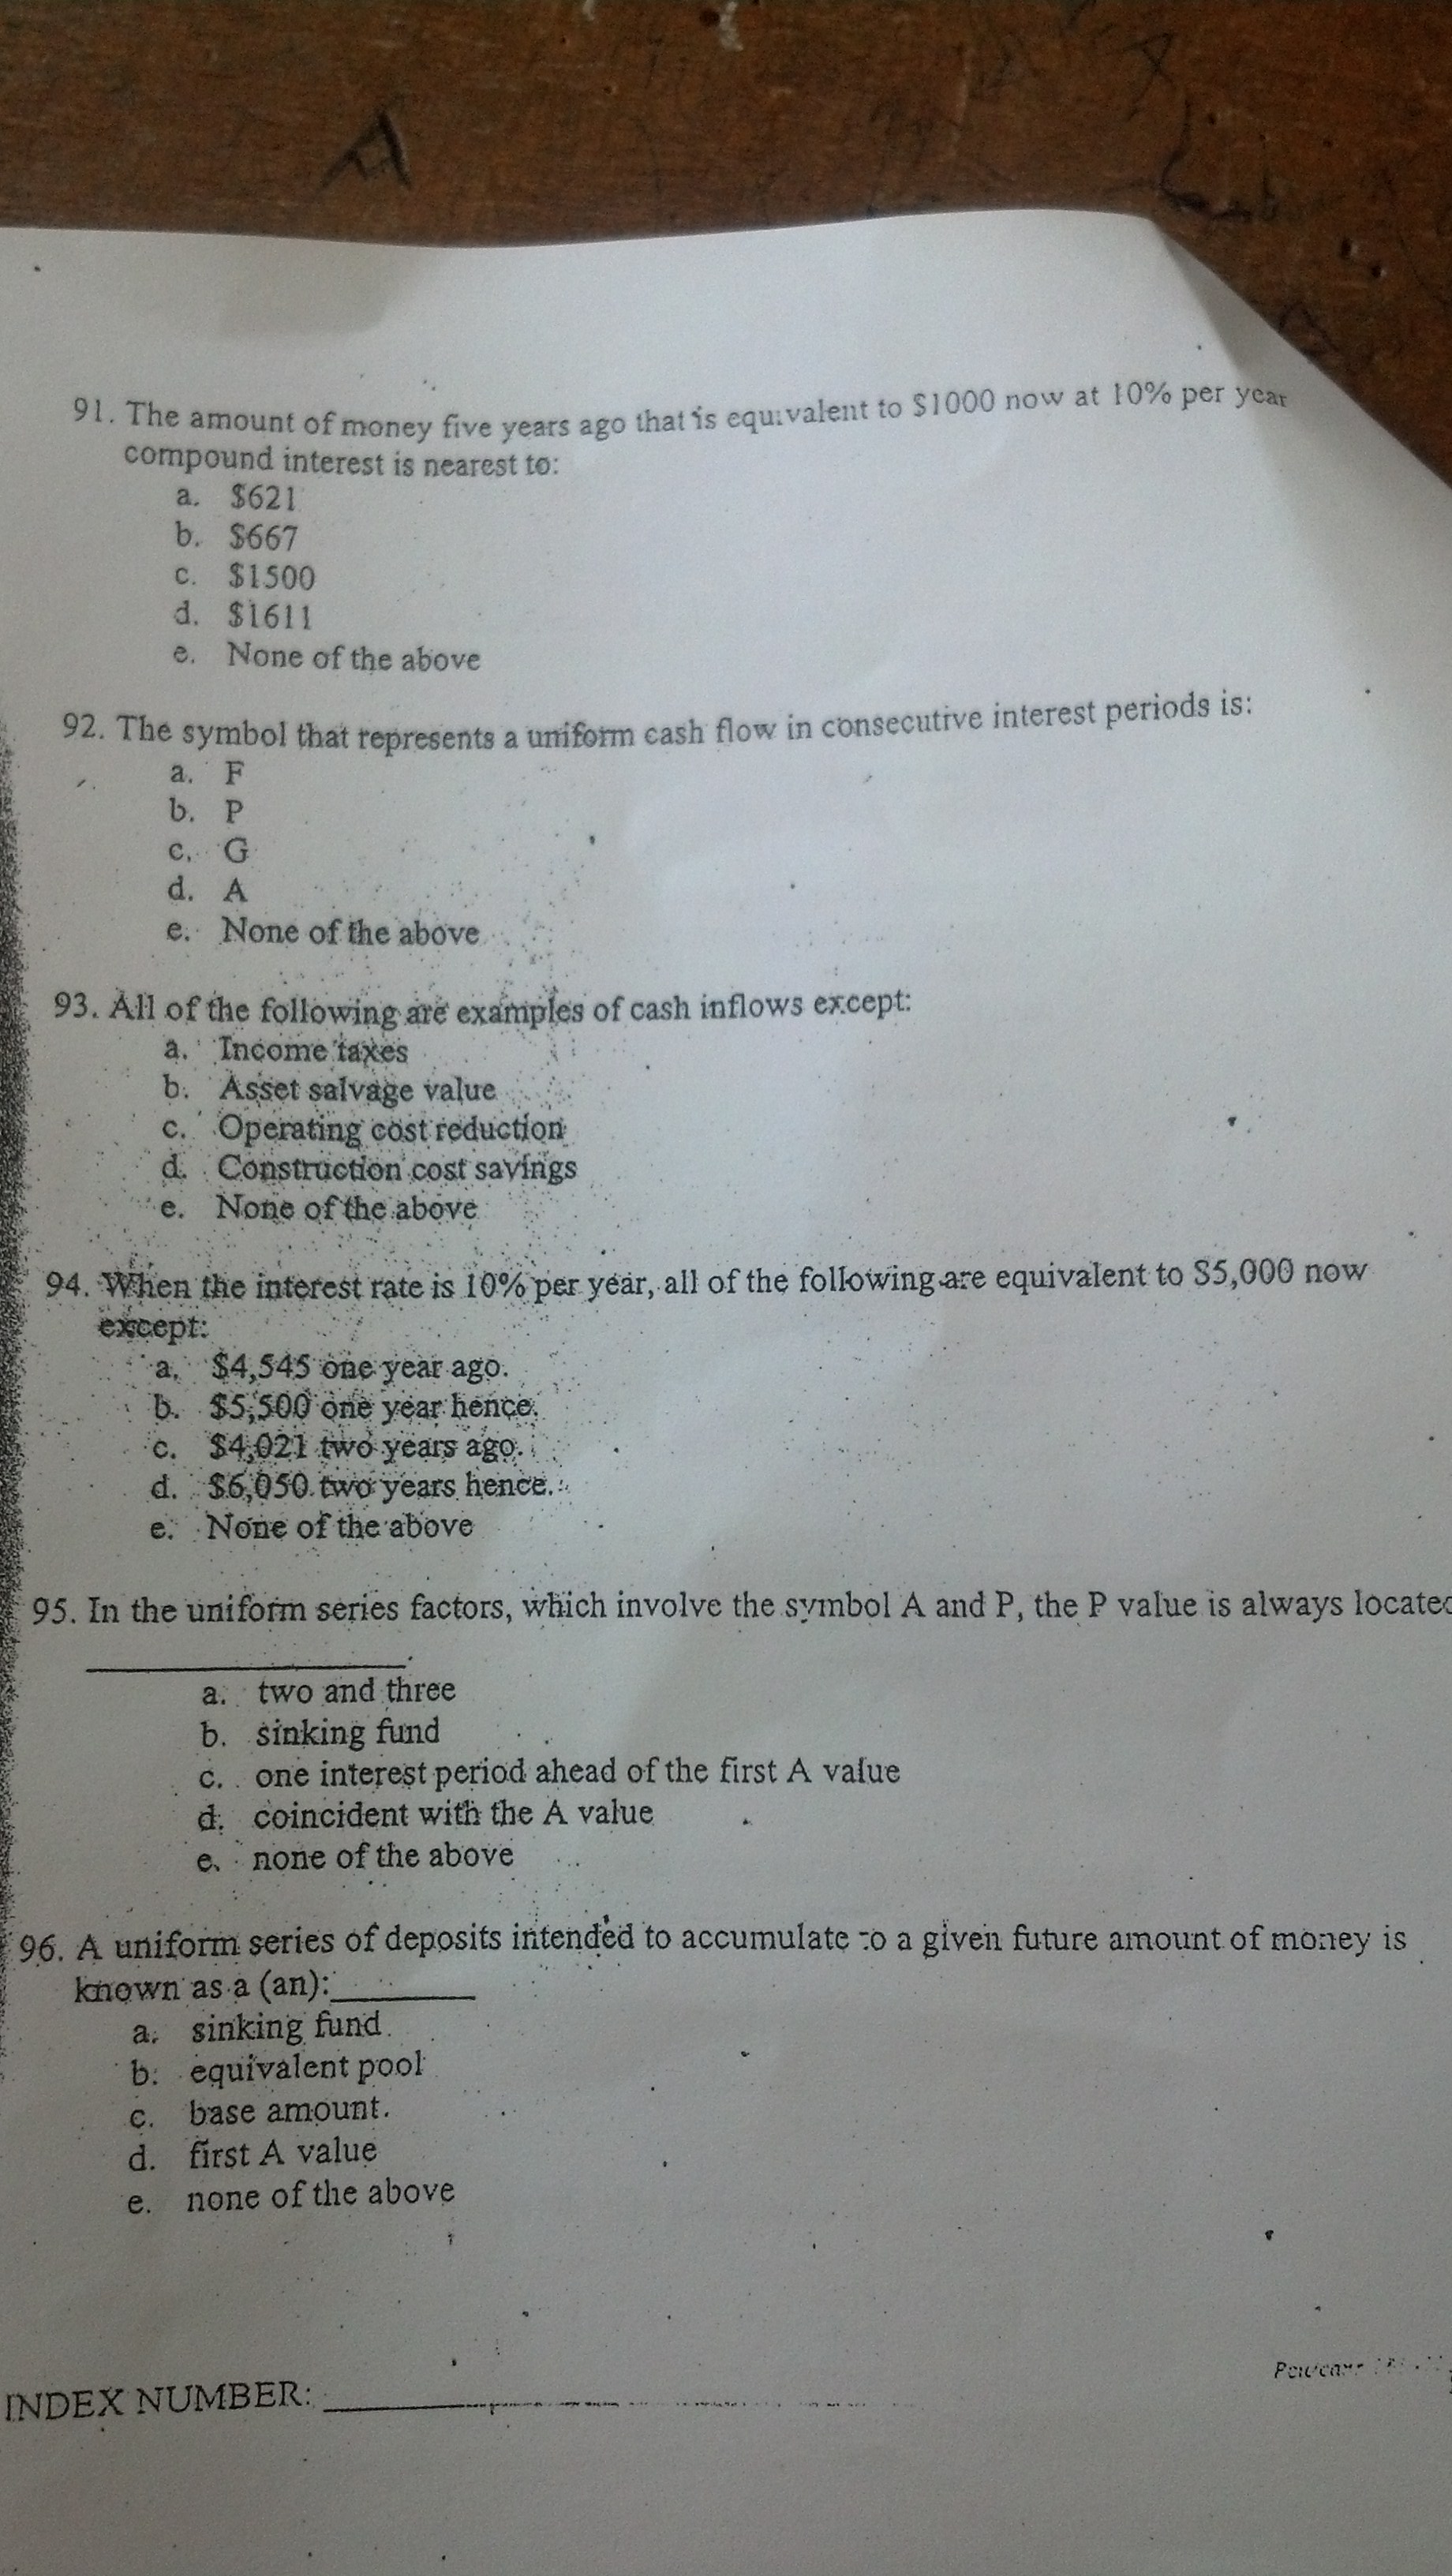 A
91. The amount of money five years ago that is equivalent to $1000 now at 10% per year
compound interest is nearest to:
a. $621
b. $667
c. $1500
d. $1611
e. None of the above
92. The symbol that represents a uniform cash flow in consecutive interest periods is:
a. F
b. P
c. G
d. A
e. None of the above
93. All of the following are examples of cash inflows except:
a. Income taxes
b. Asset salvage value
c. Operating cost reduction
d. Construction cost savings
e. None of the above
94. When the interest rate is 10% per year, all of the following are equivalent to $5,000 now
except:
a. $4,545 one year ago.
b. $5,500 one year hence.
c. $4,021 two years ago.
d. $6,050 two years hence.
e. None of the above
95. In the uniform series factors, which involve the symbol A and P, the P value is always located
a. two and three
b. sinking fund
c. one interest period ahead of the first A value
d. coincident with the A value
e. none of the above
96. A uniform series of deposits intended to accumulate to a given future amount of money is
known as a (an):
a. sinking fund
b. equivalent pool
c. base amount.
d. first A value
e. none of the above
INDEX NUMBER: